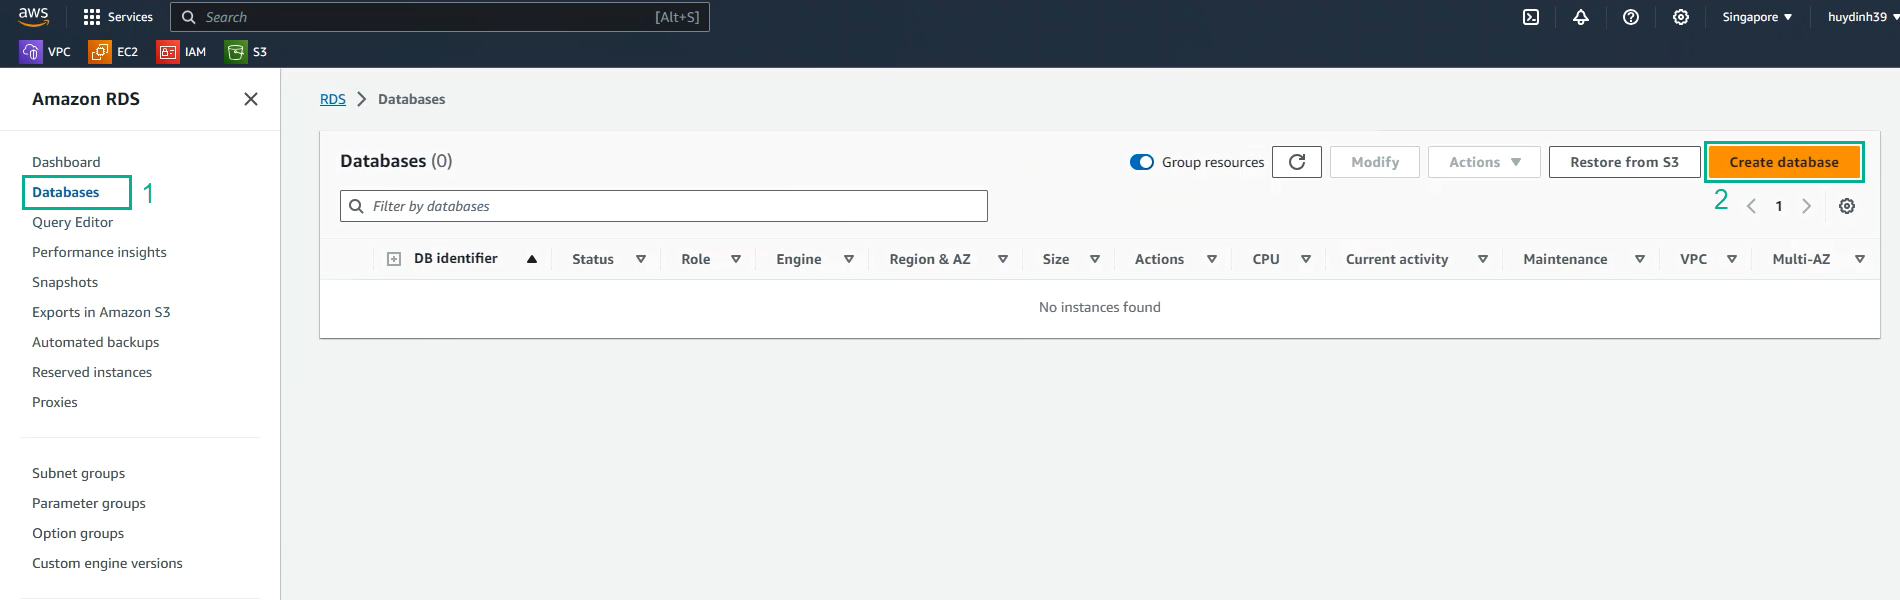 aws
Services
Search
[Alt+S]
Singapore
huydinh39
VPC
EC2
IAM
S3
Amazon RDS
Dashboard
Databases
1
Query Editor
Performance insights
Snapshots
Exports in Amazon S3
Automated backups
Reserved instances
Proxies
Subnet groups
Parameter groups
Option groups
Custom engine versions
RDS
Databases
Databases (0)
Group resources
Modify
Actions
Restore from S3
Create database
Filter by databases
2
1
DB identifier
Status
Role
Engine
Region & AZ
Size
Actions
CPU
Current activity
Maintenance
VPC
Multi-AZ
No instances found